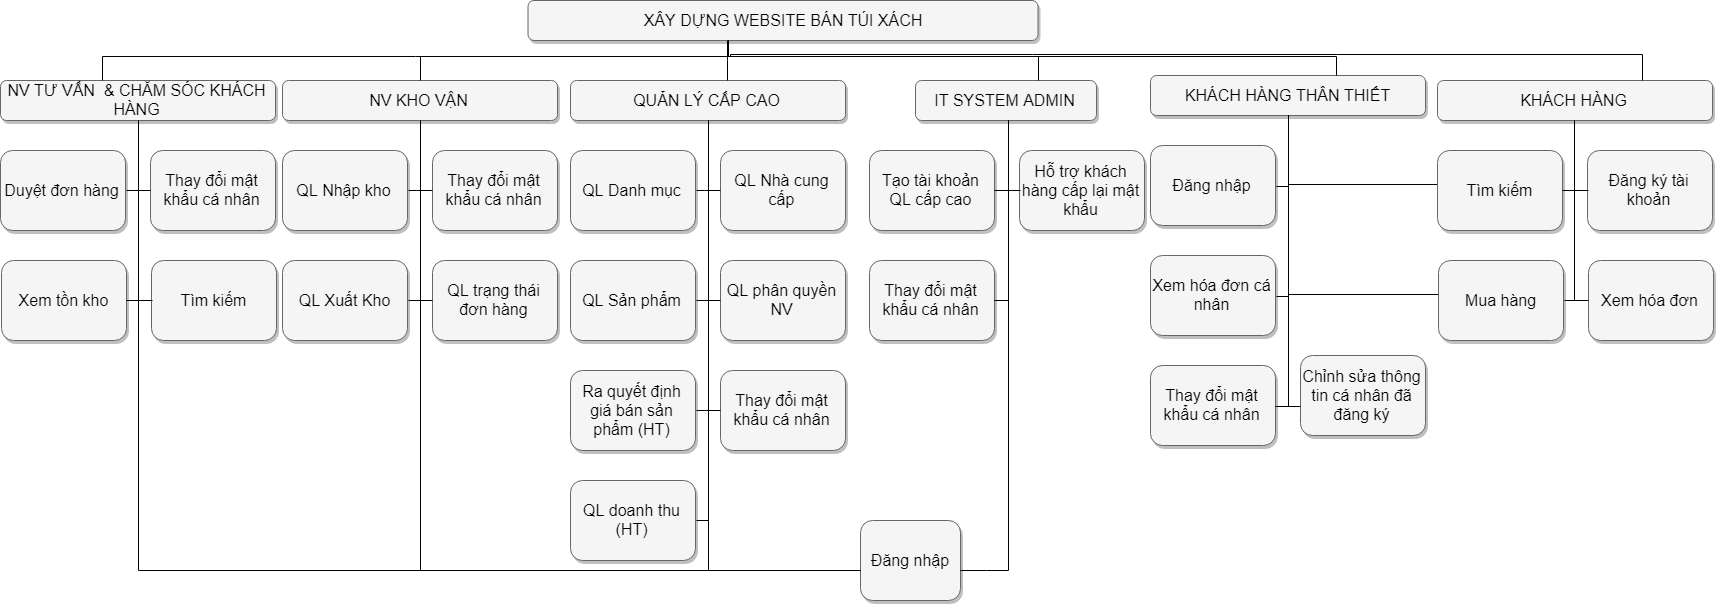 XÂY DỰNG WEBSITE BÁN TÚI XÁCH
NV TƯ VẤN & CHĂM SÓC KHÁCH
HÀNG
NV KHO VẬN
QUẢN LÝ CẤP CAO
IT SYSTEM ADMIN
KHÁCH HÀNG THÂN THIẾT
KHÁCH HÀNG
Duyệt đơn hàng
Thay đổi mật
khẩu cá nhân
Xem tồn kho
Tìm kiếm
QL Nhập kho
Thay đổi mật
khẩu cá nhân
QL Xuất Kho
QL trạng thái
đơn hàng
QL Danh mục
QL Nhà cung
cấp
QL Sản phẩm
QL phân quyền
NV
Ra quyết định
giá bán sản
phẩm (HT)
Thay đổi mật
khẩu cá nhân
QL doanh thu
(HT)
Tạo tài khoản
QL cấp cao
Hỗ trợ khách
hàng cấp lại mật
khẩu
Thay đổi mật
khẩu cá nhân
Đăng nhập
Đăng nhập
Xem hóa đơn cá
nhân
Thay đổi mật
khẩu cá nhân
Chỉnh sửa thông
tin cá nhân đã
đăng ký
Tìm kiếm
Đăng ký tài
khoản
Mua hàng
Xem hóa đơn